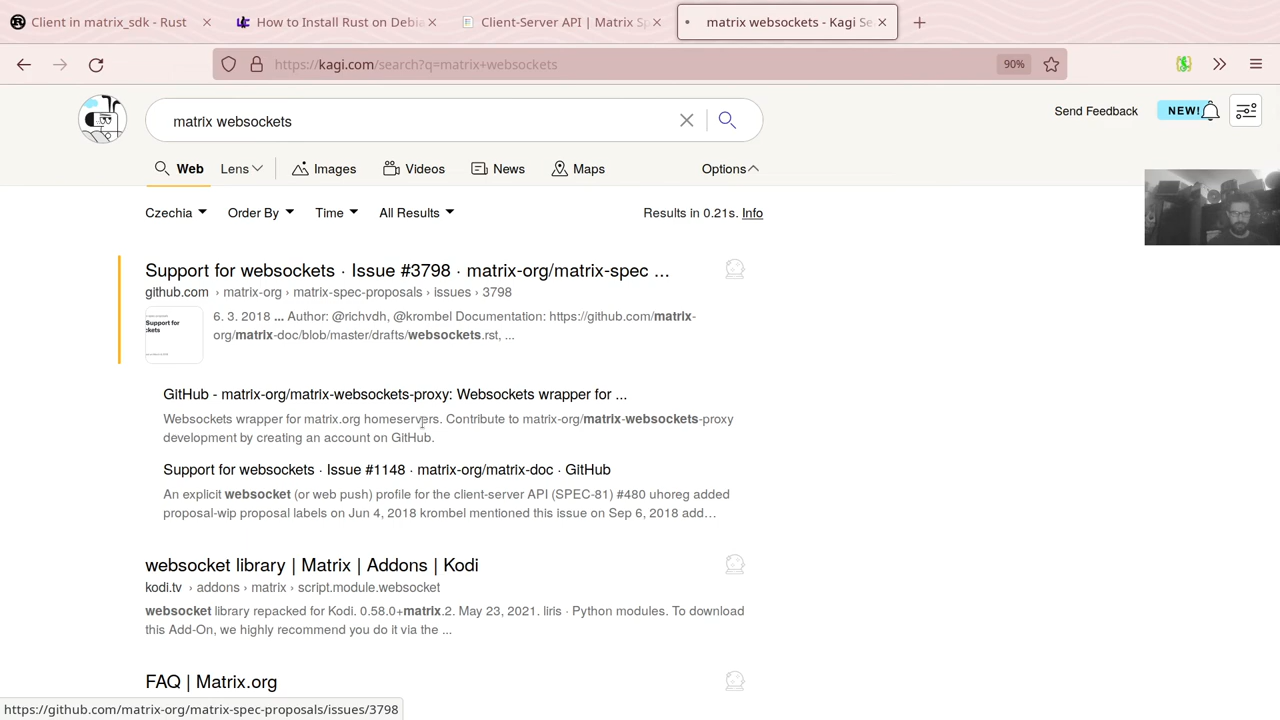 Client in matrix_sdk - Rust
How to Install Rust on Debia
Client-Server API | Matrix Sp
matrix websockets - Kagi Se
https://kagi.com/search?q=matrix+websockets
90%
matrix websockets
Send Feedback
NEW!
Web
Lens
Images
Videos
News
Maps
Options
Czechia
Order By
Time
All Results
Results in 0.21s. Info
Support for websockets · Issue #3798 · matrix-org/matrix-spec ...
github.com › matrix-org › matrix-spec-proposals › issues › 3798
6. 3. 2018 ... Author: @richvdh, @krombel Documentation: https://github.com/matrix-
org/matrix-doc/blob/master/drafts/websockets.rst, ...
GitHub - matrix-org/matrix-websockets-proxy: Websockets wrapper for ...
Websockets wrapper for matrix.org homeservers. Contribute to matrix-org/matrix-websockets-proxy
development by creating an account on GitHub.
Support for websockets · Issue #1148 · matrix-org/matrix-doc · GitHub
An explicit websocket (or web push) profile for the client-server API (SPEC-81) #480 uhoreg added
proposal-wip proposal labels on Jun 4, 2018 krombel mentioned this issue on Sep 6, 2018 add…
websocket library | Matrix | Addons | Kodi
kodi.tv › addons › matrix › script.module.websocket
websocket library repacked for Kodi. 0.58.0+matrix.2. May 23, 2021. liris · Python modules. To download
this Add-On, we highly recommend you do it via the ...
FAQ | Matrix.org
https://github.com/matrix-org/matrix-spec-proposals/issues/3798